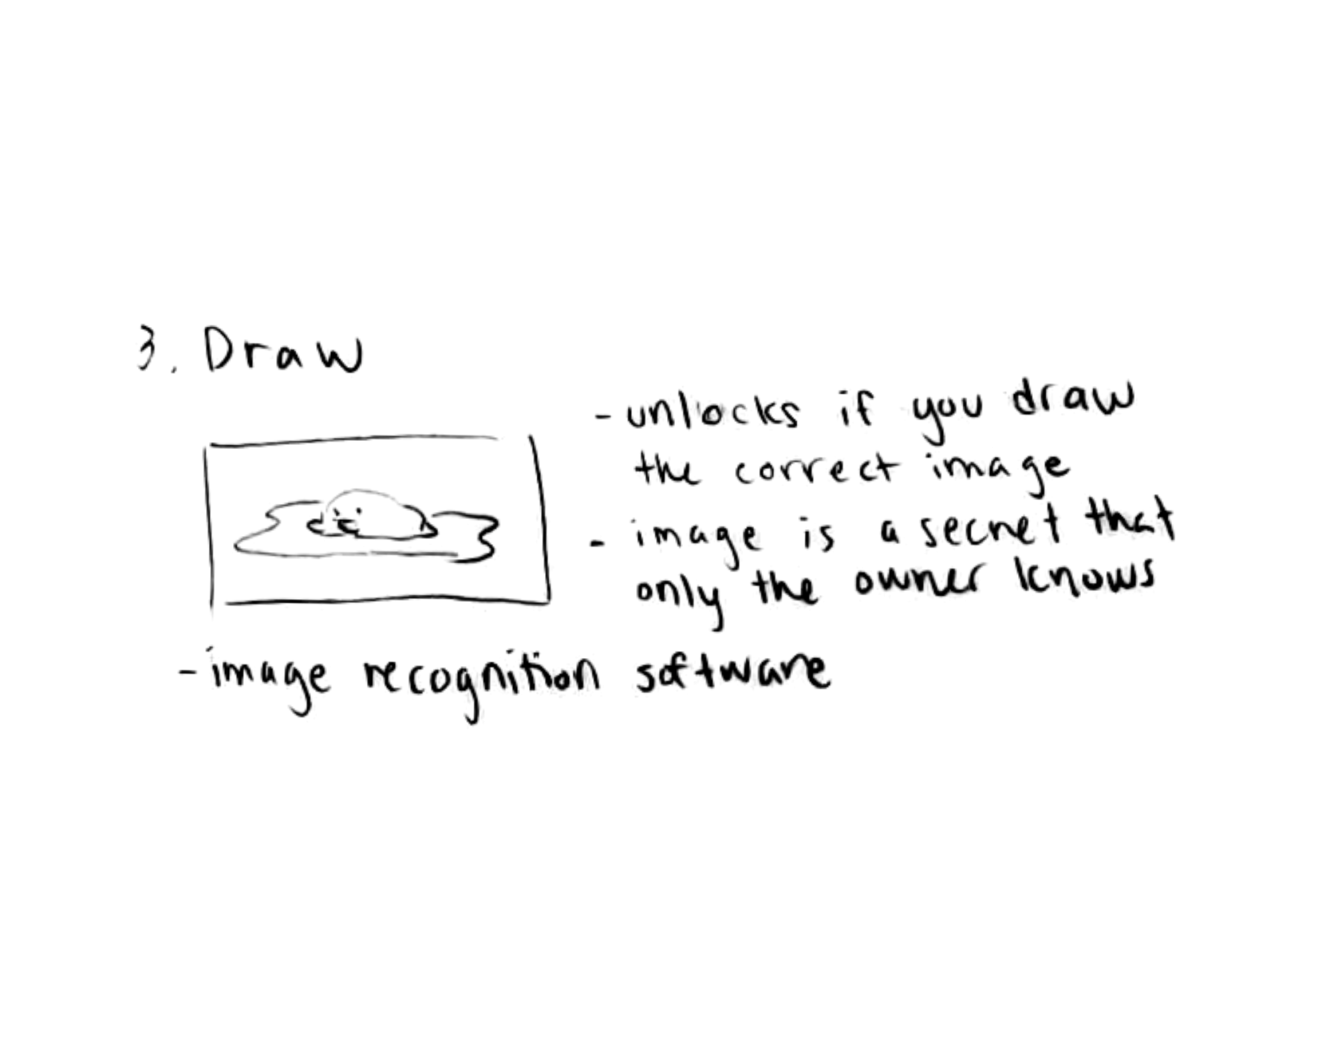 3. Draw
- unlocks if you draw
the correct image
- image is a secret that
only the owner knows
- image recognition software